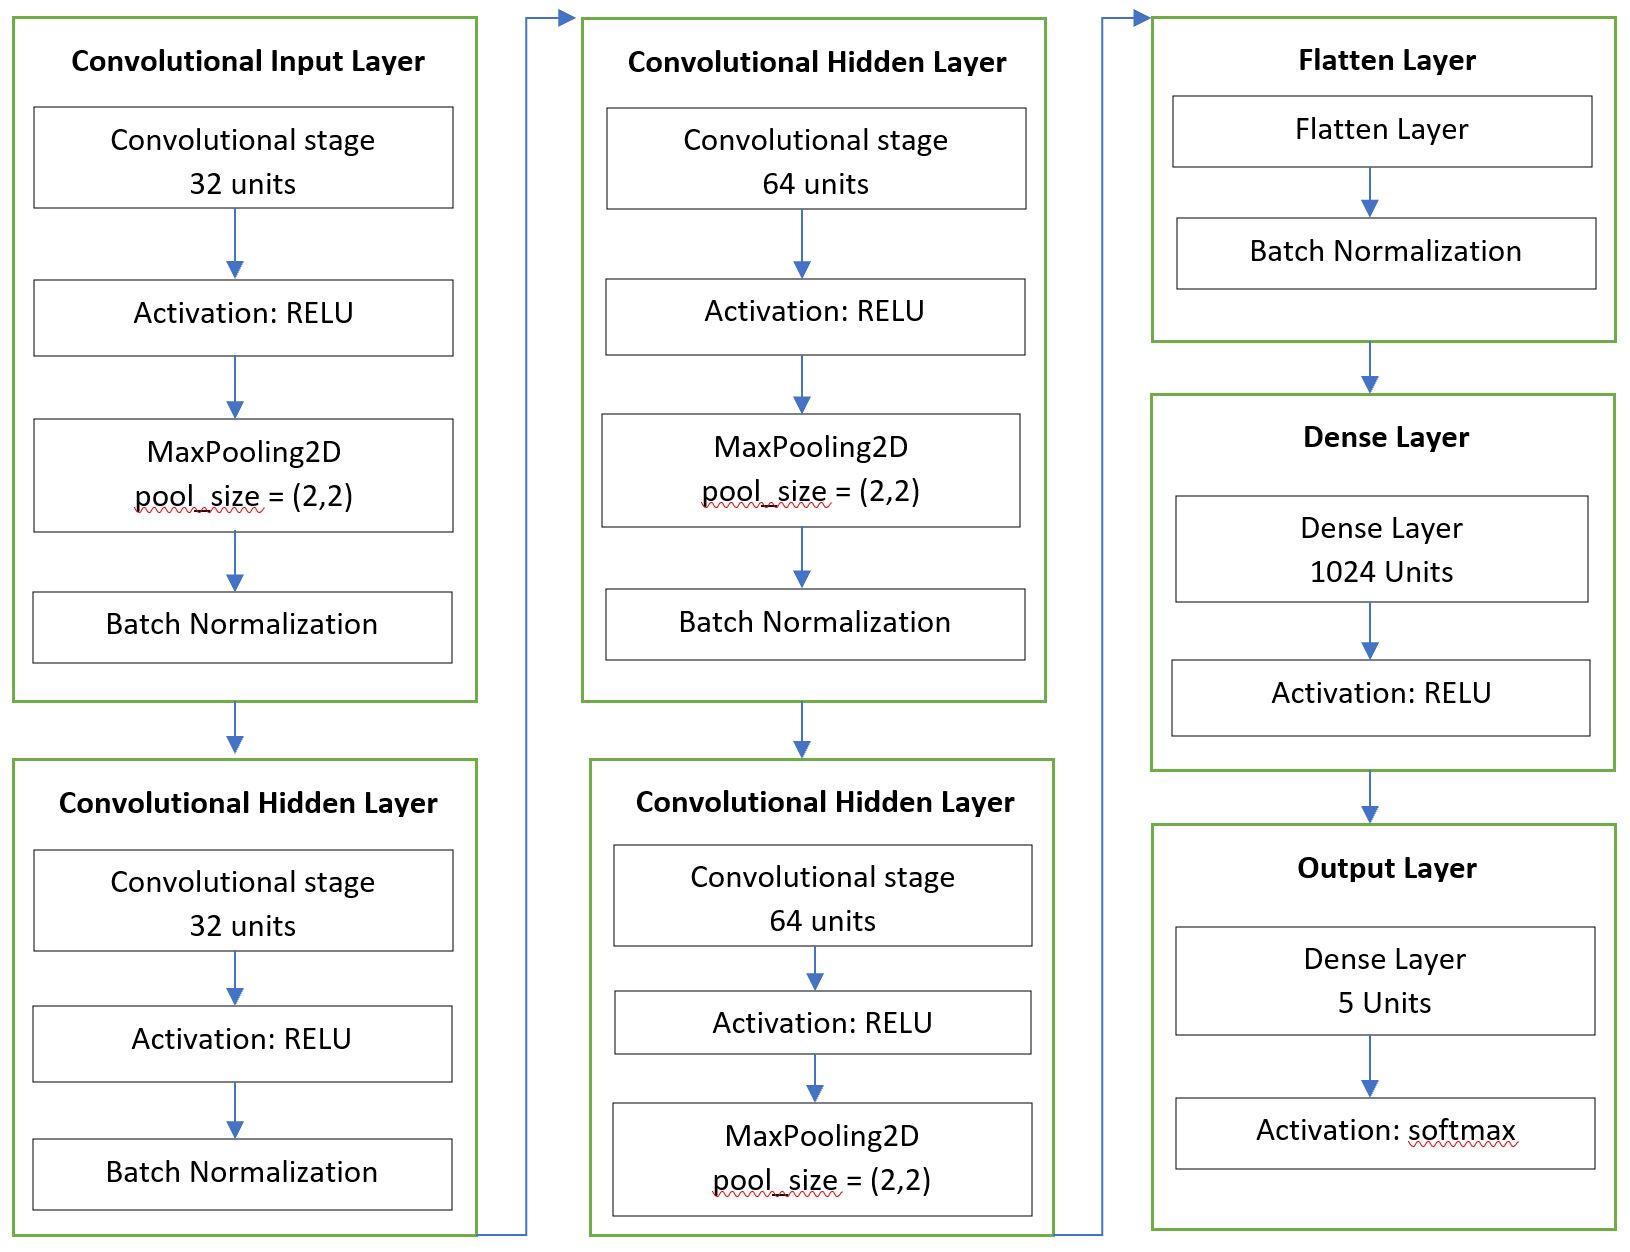 Convolutional Input Layer
Convolutional stage
32 units
Activation: RELU
MaxPooling2D
pool_size = (2,2)
Batch Normalization
Convolutional Hidden Layer
Convolutional stage
32 units
Activation: RELU
Batch Normalization
Convolutional Hidden Layer
Convolutional stage
64 units
Activation: RELU
MaxPooling2D
pool_size = (2,2)
Batch Normalization
Convolutional Hidden Layer
Convolutional stage
64 units
Activation: RELU
MaxPooling2D
pool_size = (2,2)
Flatten Layer
Flatten Layer
Batch Normalization
Dense Layer
Dense Layer
1024 Units
Activation: RELU
Output Layer
Dense Layer
5 Units
Activation: softmax